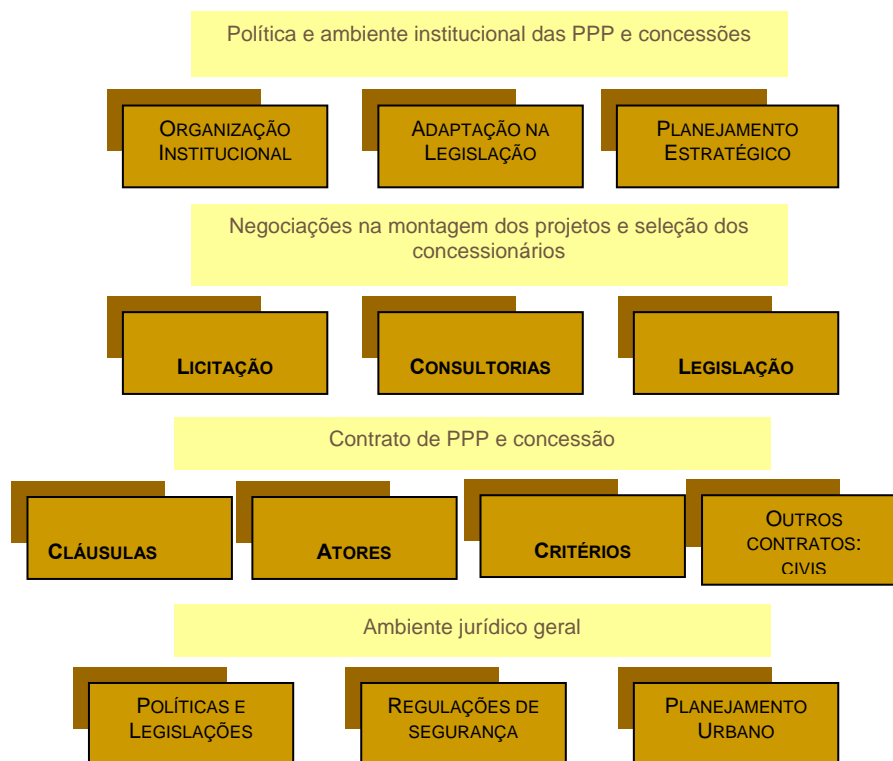 Política e ambiente institucional das PPP e concessões
ORGANIZAÇÃO
INSTITUCIONAL
ADAPTAÇÃO NA
LEGISLAÇÃO
PLANEJAMENTO
ESTRATÉGICO
Negociações na montagem dos projetos e seleção dos
concessionários
LICITAÇÃO
CONSULTORIAS
LEGISLAÇÃO
Contrato de PPP e concessão
CLÁUSULAS
ATORES
CRITÉRIOS
OUTROS
CONTRATOS:
CIVIS
Ambiente jurídico geral
POLÍTICAS E
LEGISLAÇÕES
REGULAÇÕES DE
SEGURANÇA
PLANEJAMENTO
URBANO